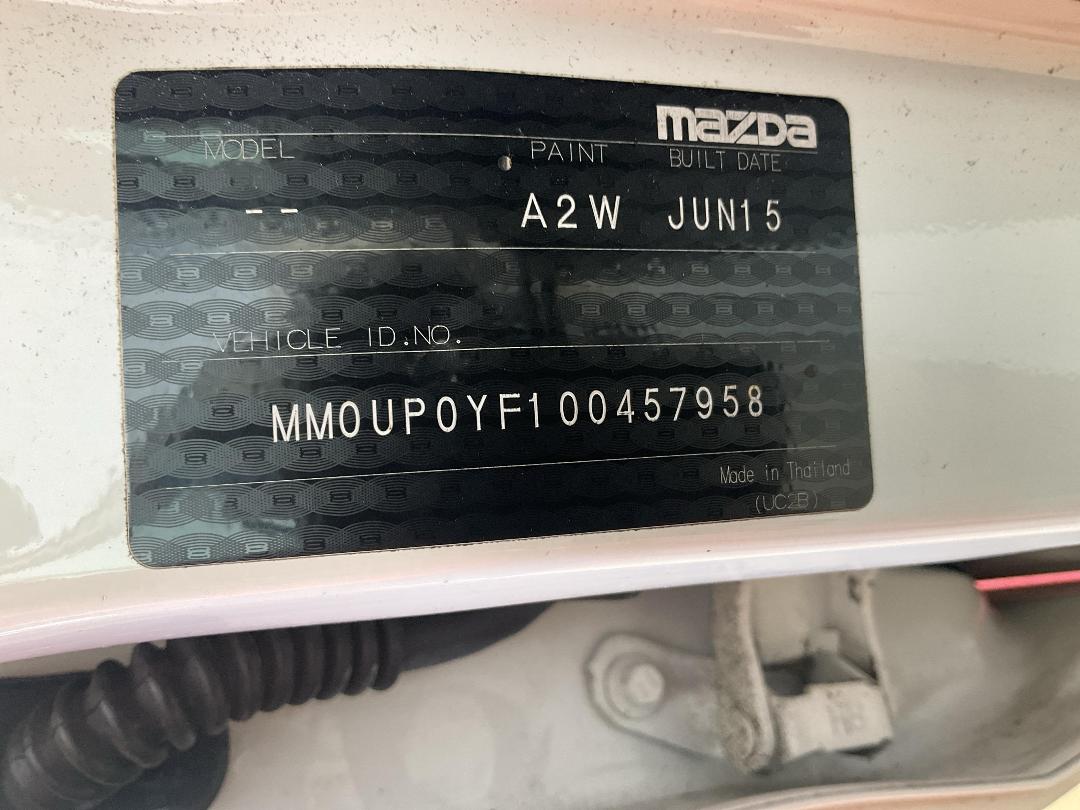 mazda
MODEL PAINT BUILT DATE
-- A2W JUN15
VEHICLE ID.NO.
MM0UP0YF100457958
Made in Thailand
(UC2B)